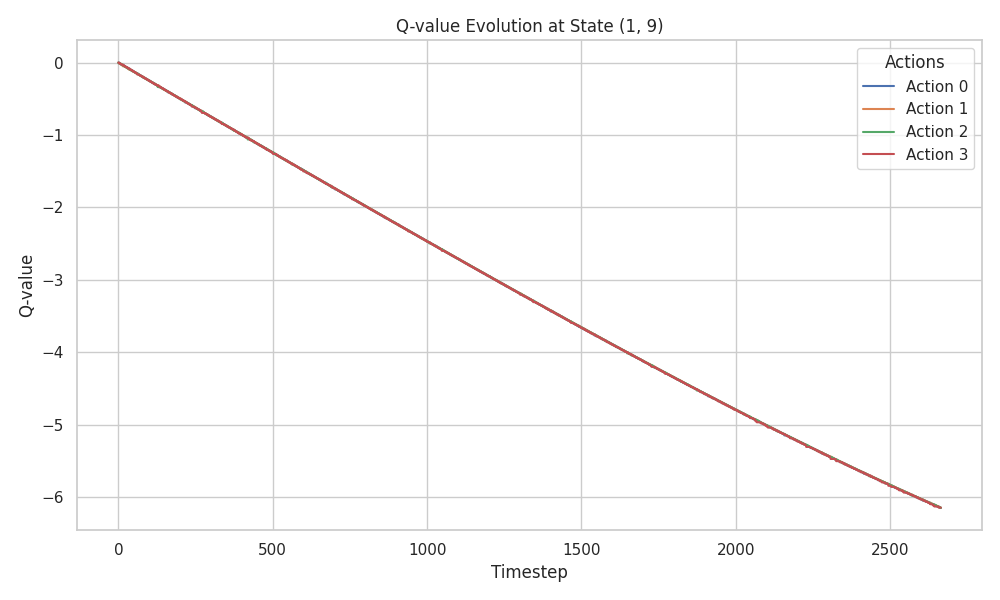 Q-value Evolution at State (1, 9)
Actions
Action 0
Action 1
Action 2
Action 3
Q-value
0
−1
−2
−3
−4
−5
−6
0
500
1000
1500
2000
2500
Timestep